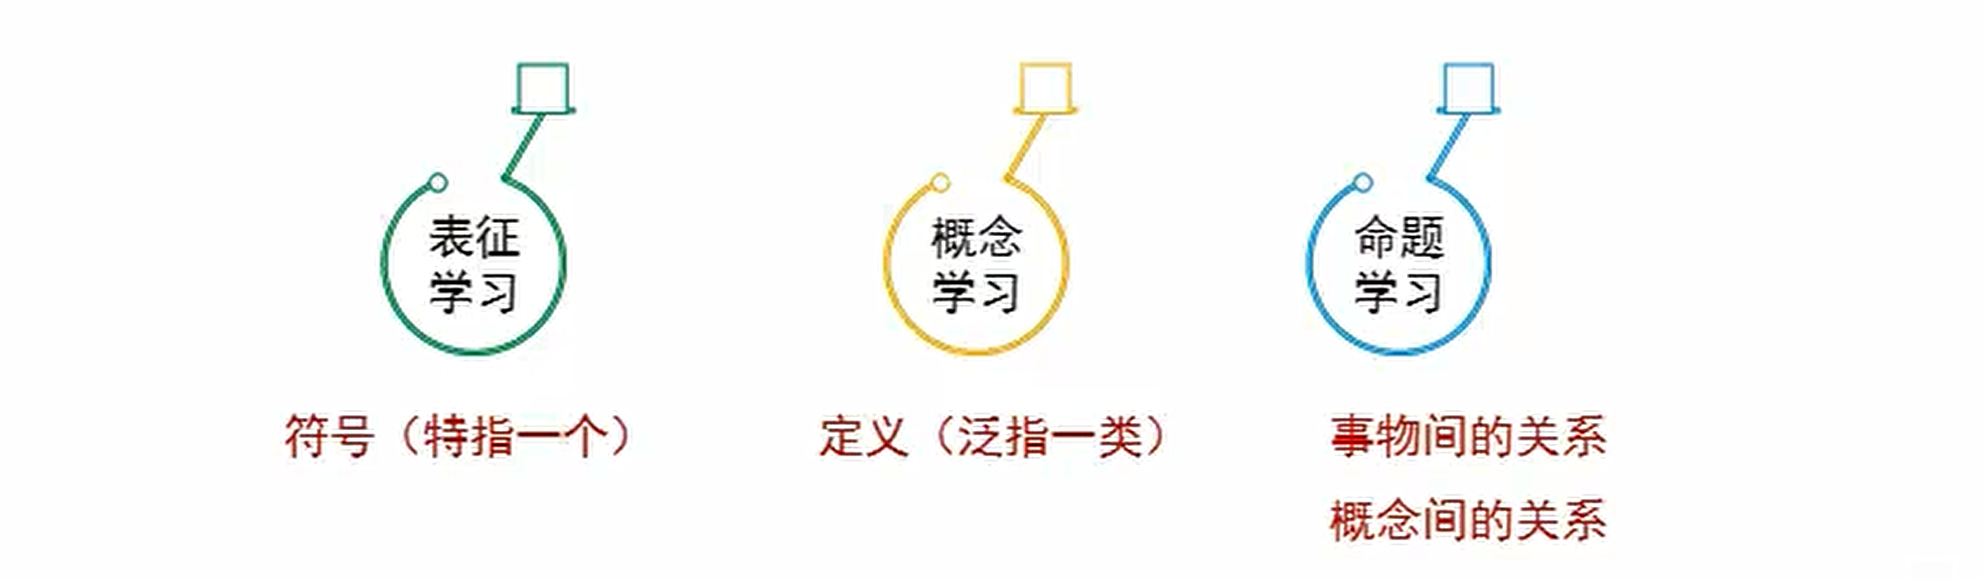 表征
学习
概念
学习
命题
学习
符号（特指一个）
定义（泛指一类）
事物间的关系
概念间的关系